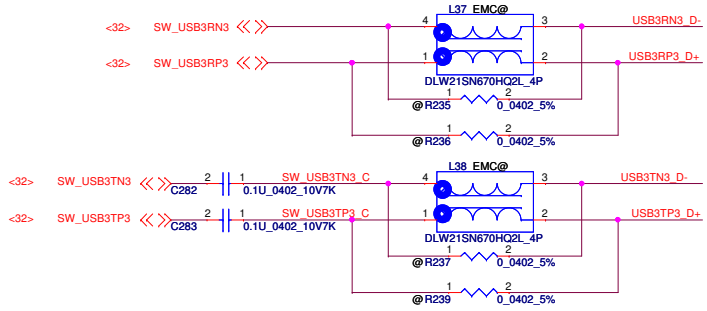 L37 EMC@
<32> SW_USB3RN3 4 3 USB3RN3_D-
<32> SW_USB3RP3 1 2 USB3RP3_D+
DLW21SN670HQ2L_4P
1 2
@R235 0_0402_5%
1 2
@R236 0_0402_5%
L38 EMC@
<32> SW_USB3TN3 2 1 SW_USB3TN3_C 4 3 USB3TN3_D-
C282 0.1U_0402_10V7K
<32> SW_USB3TP3 2 1 SW_USB3TP3_C 1 2 USB3TP3_D+
C283 0.1U_0402_10V7K
DLW21SN670HQ2L_4P
1 2
@R237 0_0402_5%
1 2
@R239 0_0402_5%